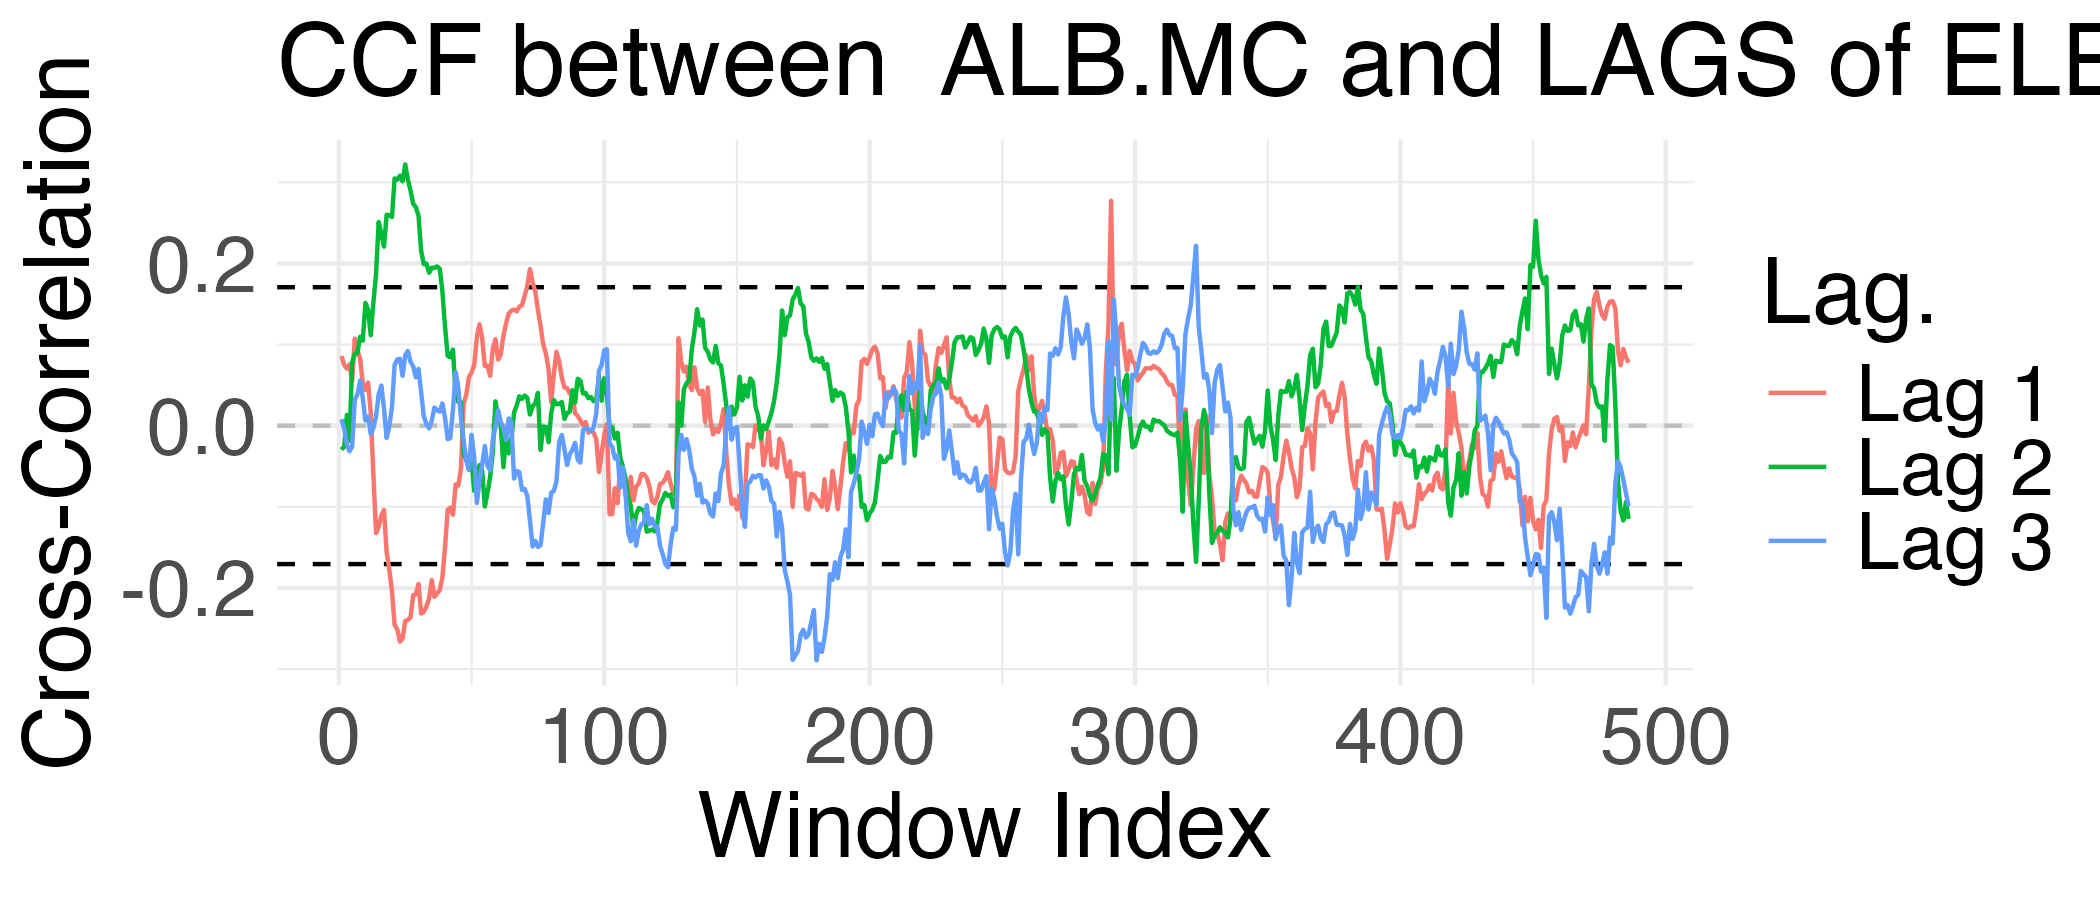 CCF between  ALB.MC and LAGS of ELE
Cross-Correlation
0.2
0.0
-0.2
0 100 200 300 400 500
Window Index
Lag.
Lag 1
Lag 2
Lag 3